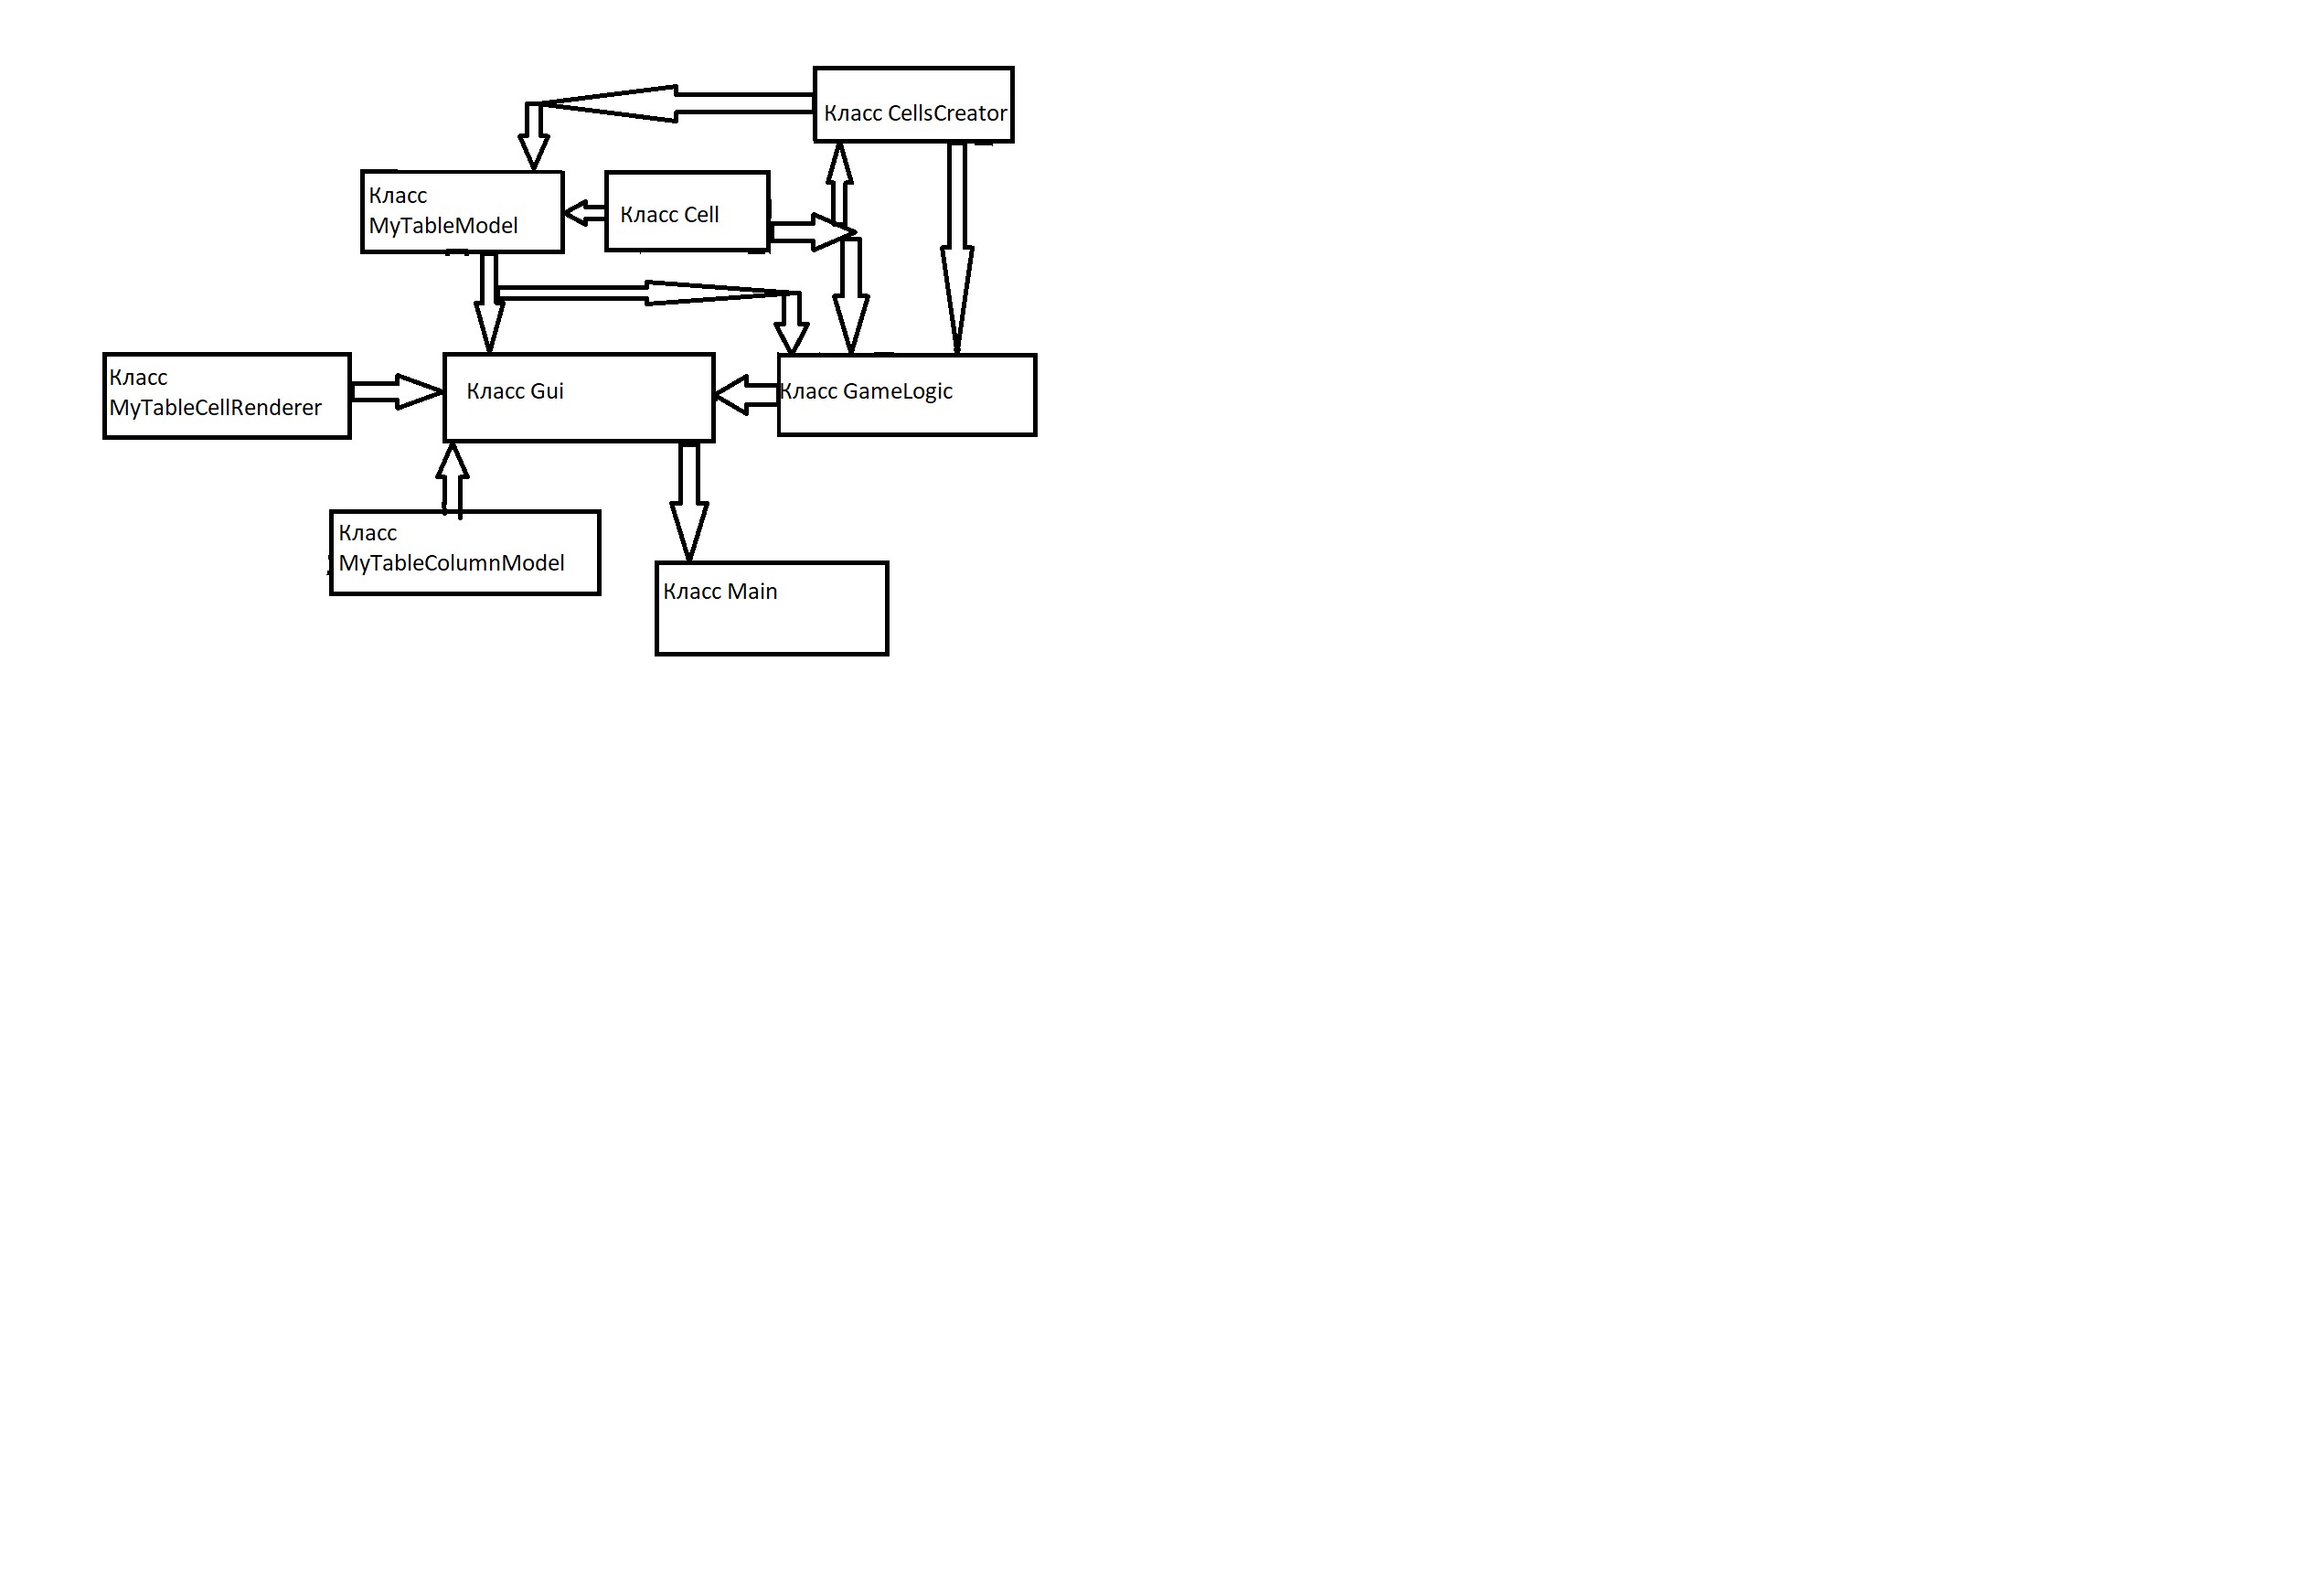 Класс CellsCreator
Класс
MyTableModel
Класс Cell
Класс
MyTableCellRenderer
Класс Gui
Класс GameLogic
Класс
MyTableColumnModel
Класс Main